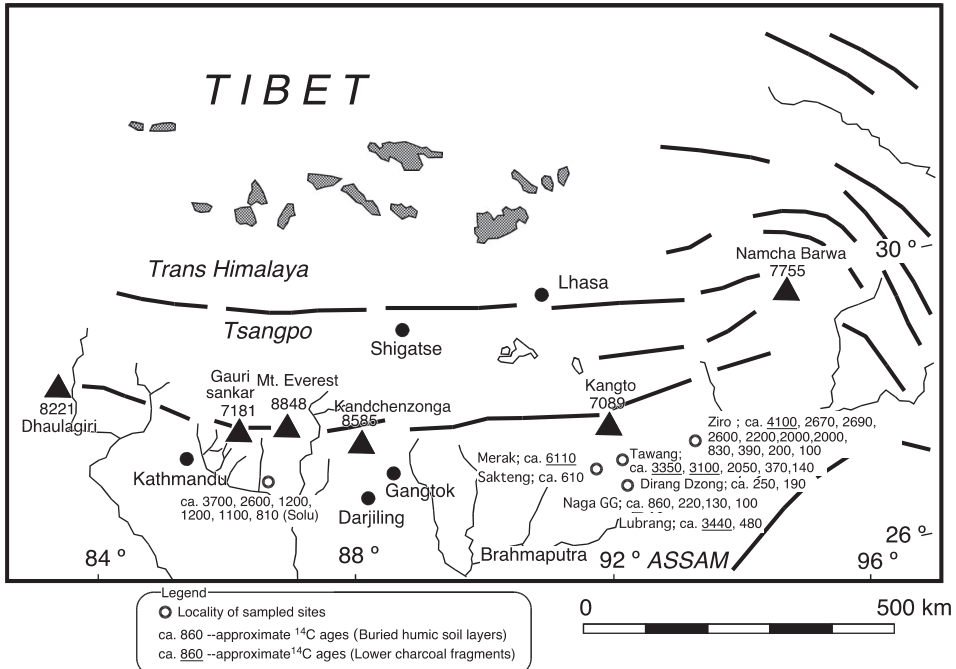 TIBET
Trans Himalaya
Tsangpo
Lhasa
Shigatse
Namcha Barwa
7755
30 º
Gauri
sankar
7181
Mt. Everest
8848
Kandchenzonga
8585
8221
Dhaulagiri
Kangto
7089
Kathmandu
Gangtok
Darjiling
ca. 3700, 2600, 1200,
1200, 1100, 810 (Solu)
Ziro ; ca. 4100, 2670, 2690,
2600, 2200,2000,2000,
830, 390, 200, 100
Merak; ca. 6110
Sakteng; ca. 610
Tawang;
ca. 3350, 3100, 2050, 370,140
Dirang Dzong; ca. 250, 190
Naga GG; ca. 860, 220,130, 100
/Lubrang; ca. 3440, 480
Brahmaputra
ASSAM
26 º
84 º
88 º
92 º
96 º
Legend
Locality of sampled sites
ca. 860 --approximate 14C ages (Buried humic soil layers)
ca. 860 --approximate14C ages (Lower charcoal fragments)
0
500 km